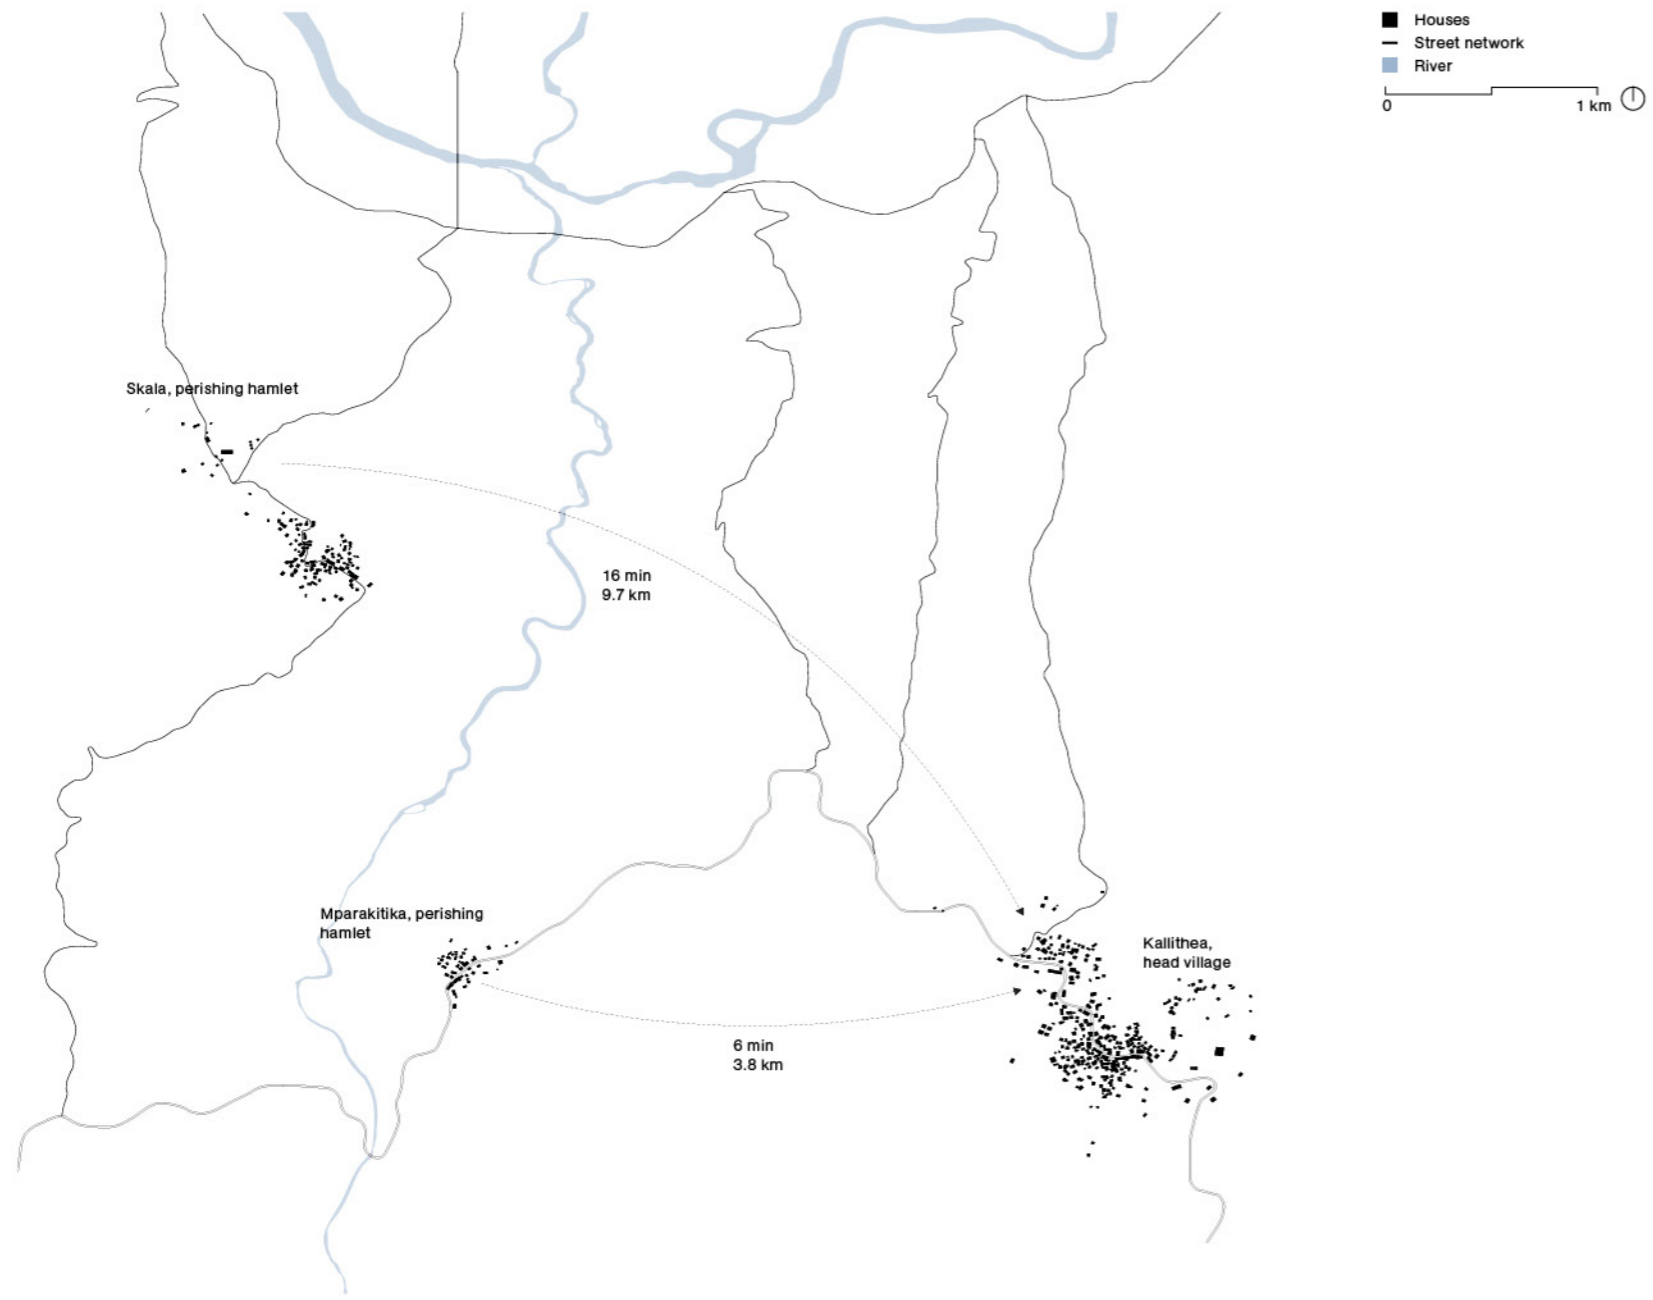 Houses
Street network
River
0 1 km
Skala, perishing hamlet
16 min
9.7 km
Mparakitika, perishing
hamlet
Kallithea,
head village
6 min
3.8 km